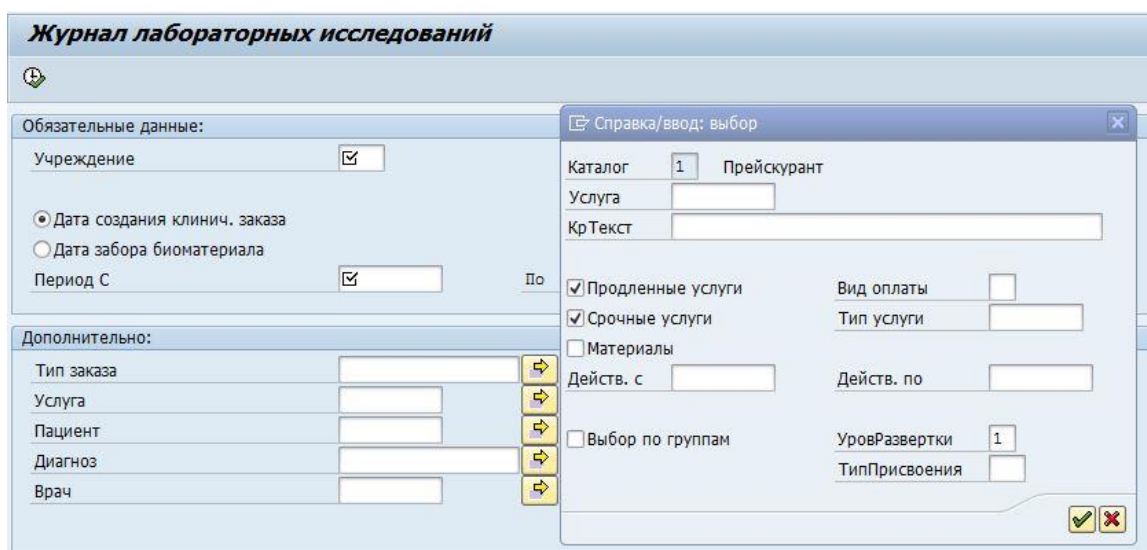 Журнал лабораторных исследований
Обязательные данные:
Учреждение
Дата создания клинич. заказа
Дата забора биоматериала
Период С
По
Дополнительно:
Тип заказа
Услуга
Пациент
Диагноз
Врач
Справка/ввод: выбор
Каталог 1 Прейскурант
Услуга
КрТекст
Продленные услуги Вид оплаты
Срочные услуги Тип услуги
Материалы
Действ. с Действ. по
Выбор по группам УровРазвертки 1
ТипПрисвоения